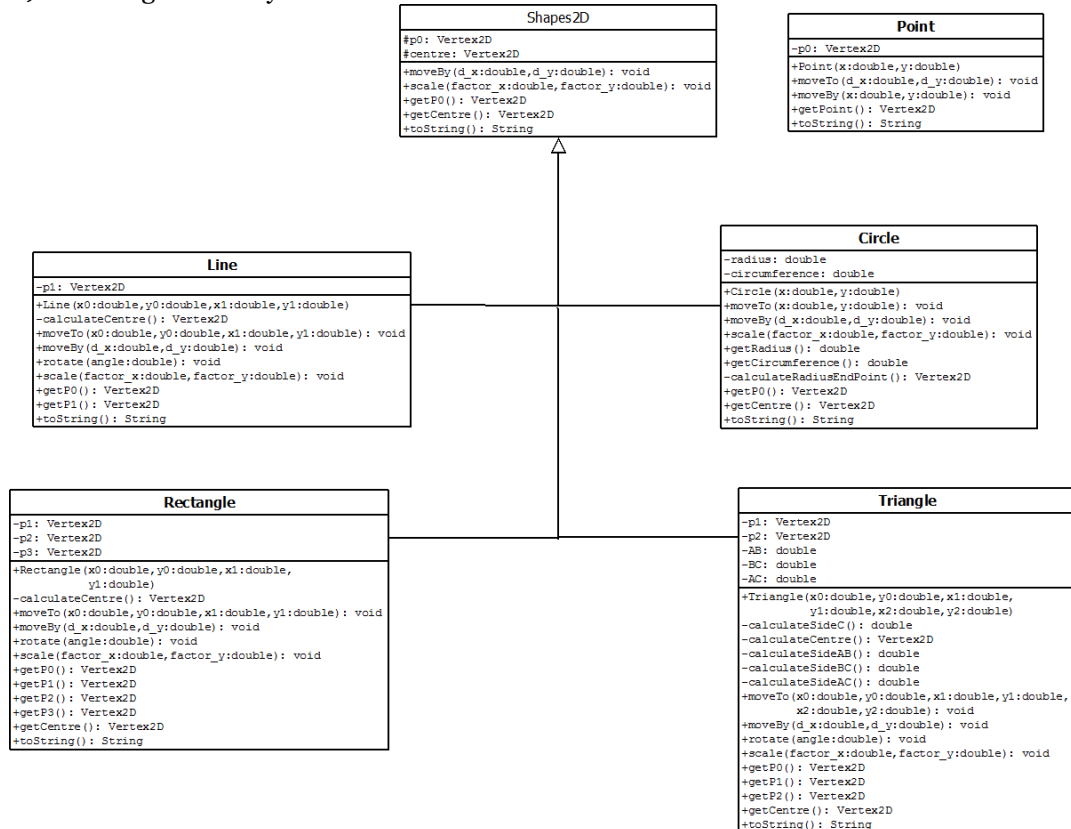 Shapes2D
#p0: Vertex2D
#centre: Vertex2D
+moveBy(d_x:double,d_y:double): void
+scale(factor_x:double,factor_y:double): void
+getP0(): Vertex2D
+getCentre(): Vertex2D
+toString(): String
Point
-p0: Vertex2D
+Point(x:double,y:double)
+moveTo(d_x:double,d_y:double): void
+moveBy(x:double,y:double): void
+getPoint(): Vertex2D
+toString(): String
Line
-p1: Vertex2D
+Line(x0:double,y0:double,x1:double,y1:double)
-calculateCentre(): Vertex2D
+moveTo(x0:double,y0:double,x1:double,y1:double): void
+moveBy(d_x:double,d_y:double): void
+rotate(angle:double): void
+scale(factor_x:double,factor_y:double): void
+getP0(): Vertex2D
+getP1(): Vertex2D
+toString(): String
Circle
-radius: double
-circumference: double
+Circle(x:double,y:double)
+moveTo(x:double,y:double): void
+moveBy(d_x:double,d_y:double): void
+scale(factor_x:double,factor_y:double): void
+getRadius(): double
+getCircumference(): double
-calculateRadiusEndPoint(): Vertex2D
+getP0(): Vertex2D
+getCentre(): Vertex2D
+toString(): String
Rectangle
-p1: Vertex2D
-p2: Vertex2D
-p3: Vertex2D
+Rectangle(x0:double,y0:double,x1:double,
y1:double)
-calculateCentre(): Vertex2D
+moveTo(x0:double,y0:double,x1:double,y1:double): void
+moveBy(d_x:double,d_y:double): void
+rotate(angle:double): void
+scale(factor_x:double,factor_y:double): void
+getP0(): Vertex2D
+getP1(): Vertex2D
+getP2(): Vertex2D
+getP3(): Vertex2D
+getCentre(): Vertex2D
+toString(): String
Triangle
-p1: Vertex2D
-p2: Vertex2D
-AB: double
-BC: double
-AC: double
+Triangle(x0:double,y0:double,x1:double,
y1:double,x2:double,y2:double)
-calculateSideC(): double
-calculateCentre(): Vertex2D
-calculateSideAB(): double
-calculateSideBC(): double
-calculateSideAC(): double
+moveTo(x0:double,y0:double,x1:double,y1:double,
x2:double,y2:double): void
+moveBy(d_x:double,d_y:double): void
+rotate(angle:double): void
+scale(factor_x:double,factor_y:double): void
+getP0(): Vertex2D
+getP1(): Vertex2D
+getP2(): Vertex2D
+getCentre(): Vertex2D
+toString(): String